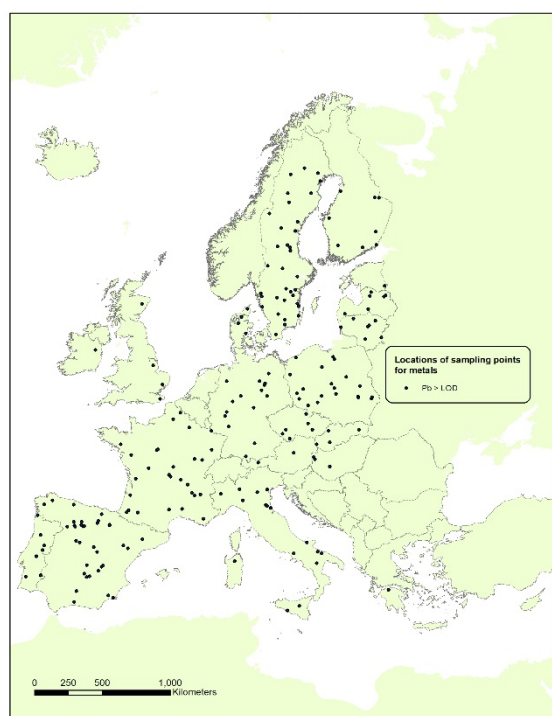 Locations of sampling points
for metals
Pb > LOD
0 250 500 1,000
Kilometers